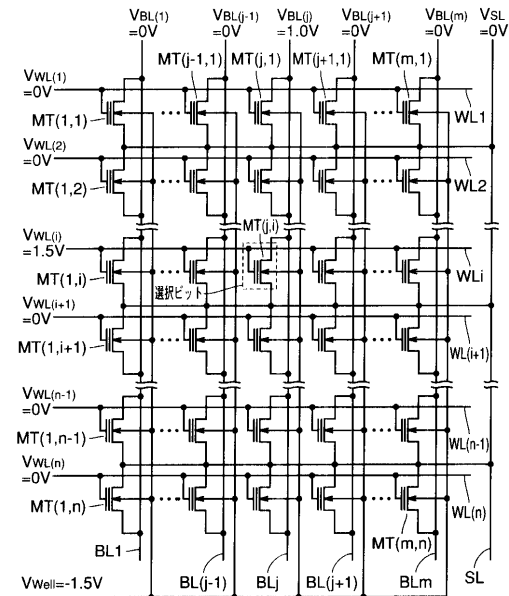 VBL(1) VBL(j-1) VBL(j) VBL(j+1) VBL(m) VSL
=0V =0V =1.0V =0V =0V =0V
MT(j-1,1) MT(j,1) MT(j+1,1) MT(m,1)
VWL(1)
=0V
MT(1,1)
WL1
VWL(2)
=0V
MT(1,2)
WL2
MT(j,i)
VWL(i)
=1.5V
MT(1,i)
WLi
選択ビット
VWL(i+1)
=0V
MT(1,i+1)
WL(i+1)
VWL(n-1)
=0V
MT(1,n-1)
WL(n-1)
VWL(n)
=0V
MT(1,n)
WL(n)
MT(m,n)
BL1 BL(j-1) BLj BL(j+1) BLm SL
VWell=-1.5V